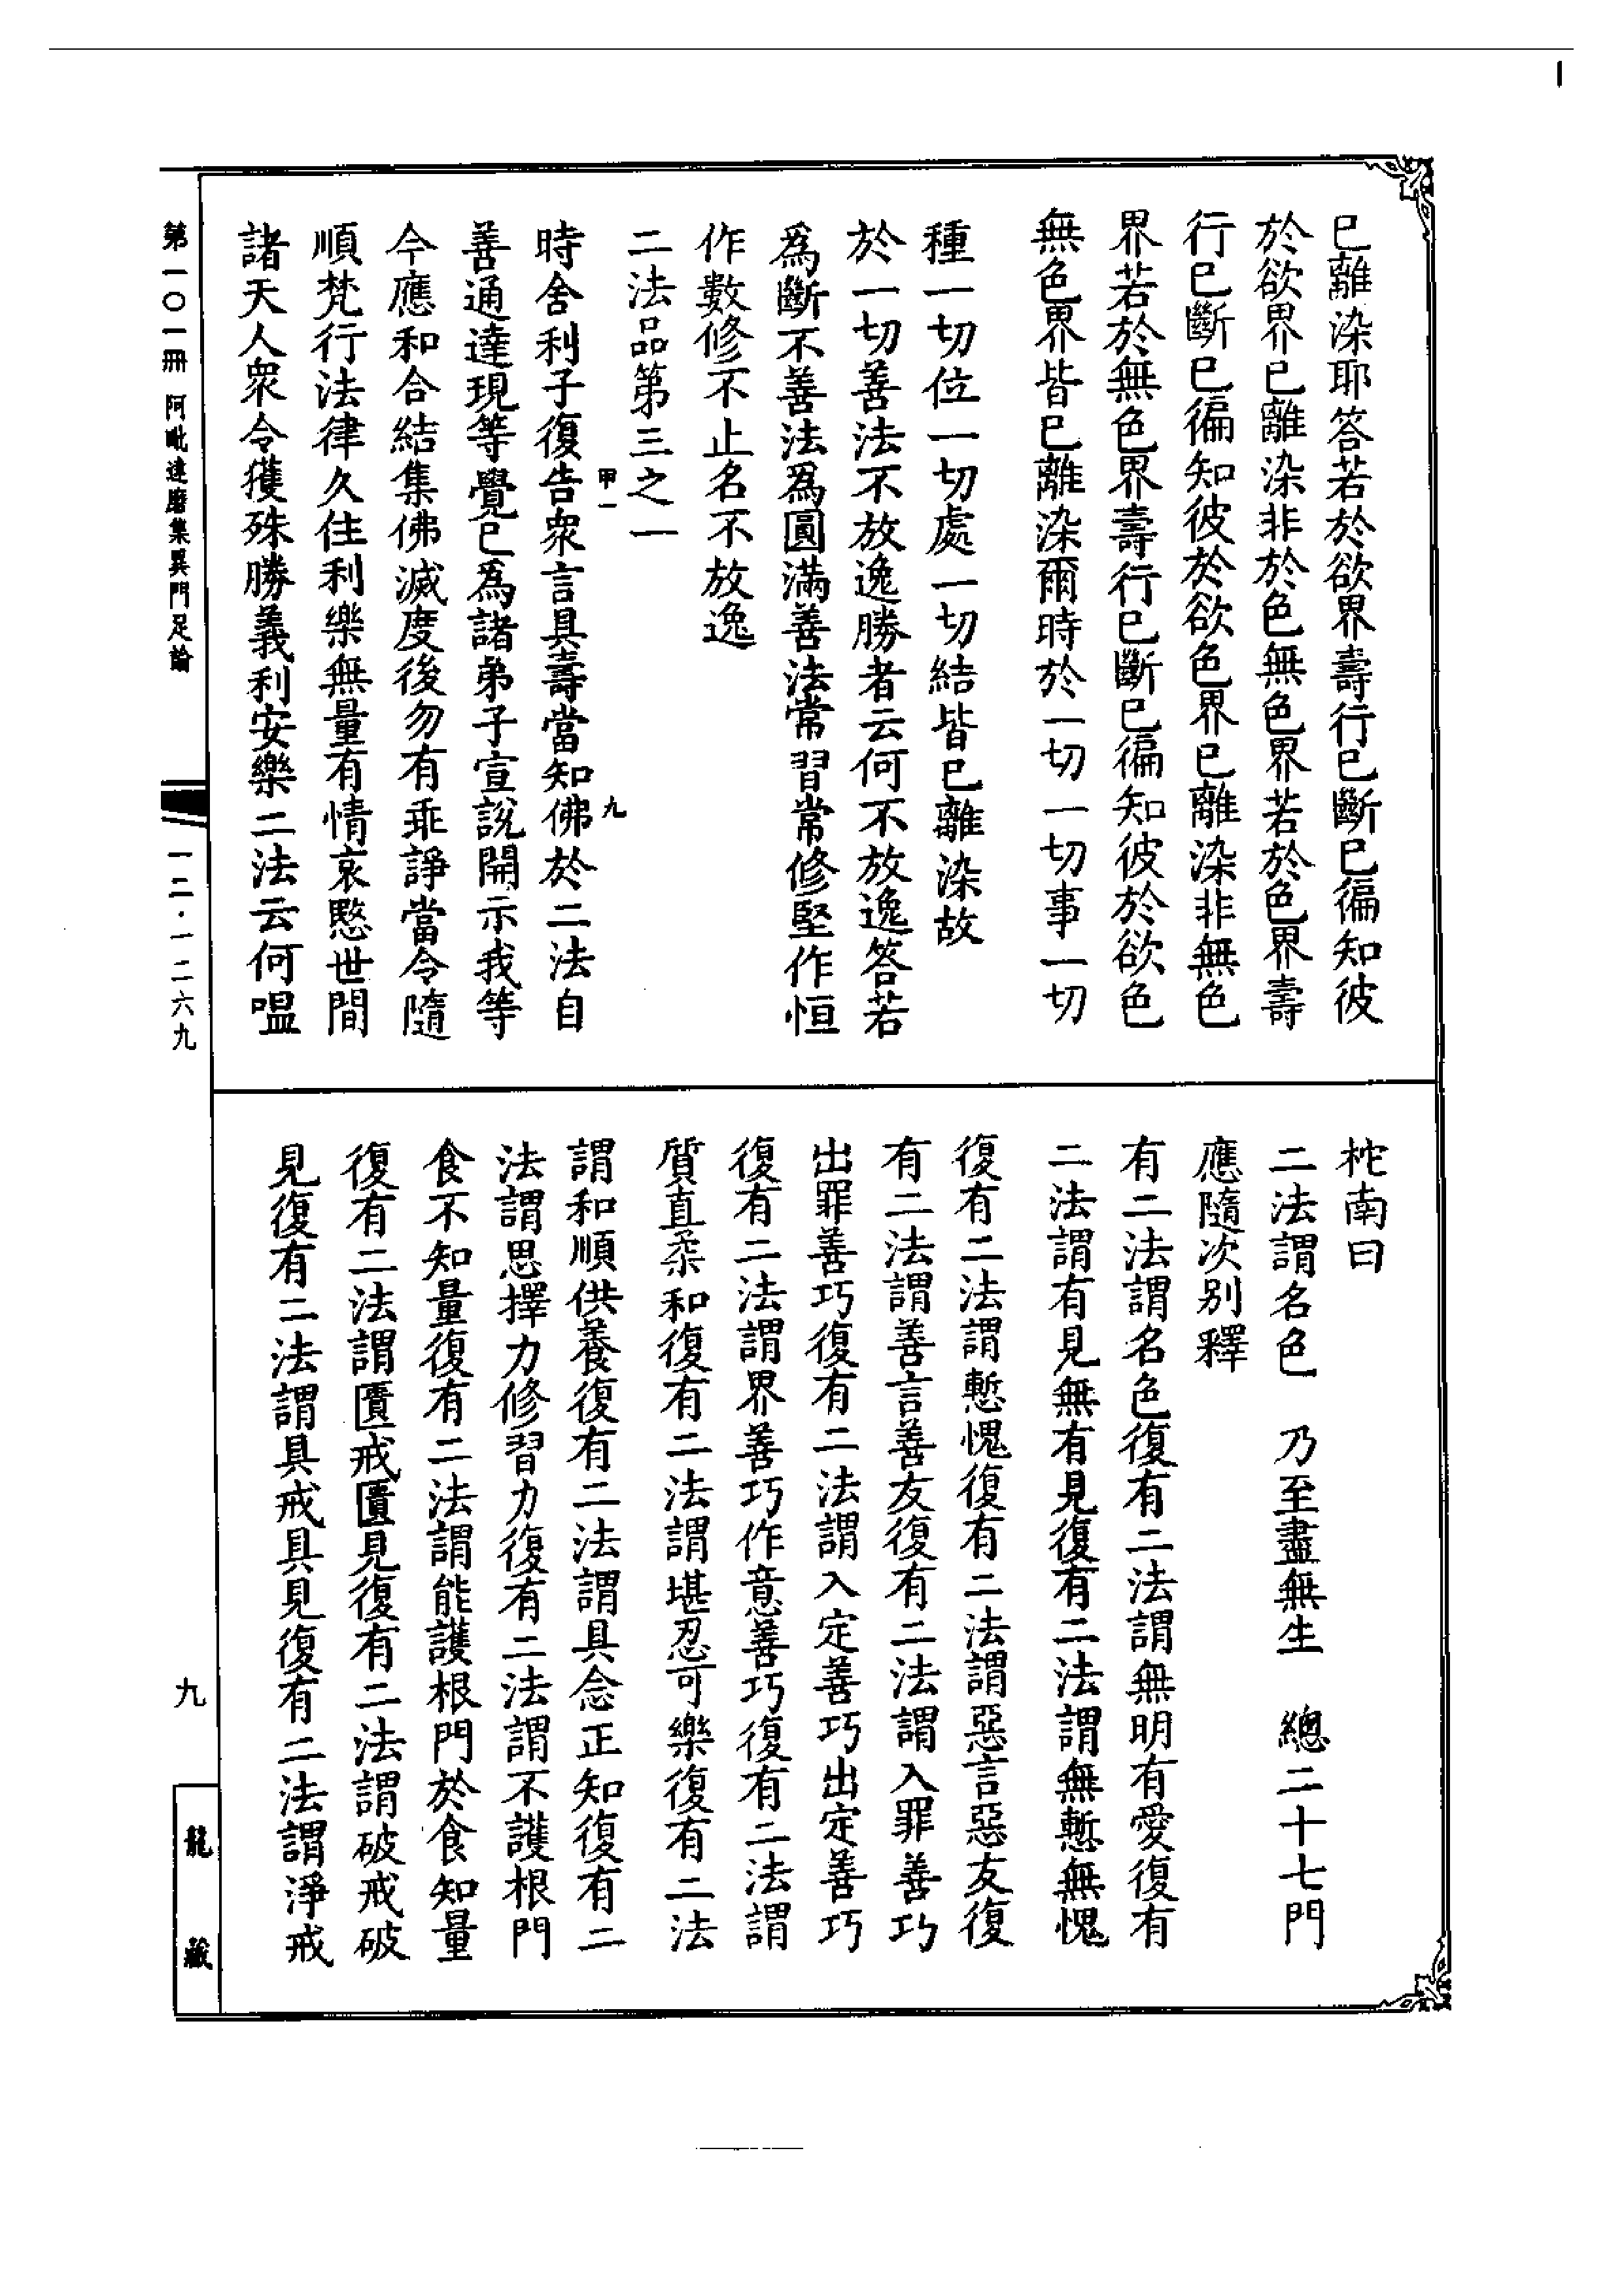 已離染耶答若於欲界壽行已斷已徧知彼
於欲界已離染非於色無色界若於色界壽
行已斷已徧知彼於欲色界已離染非無色
界若於無色界壽行已斷已徧知彼於欲色
無色界皆已離染爾時於一切一切事一切
種一切位一切處一切結皆已離染故
於一切善法不放逸勝者云何不放逸答若
爲斷不善法爲圓滿善法常習常修堅作恒
作數修不止名不放逸
二法品第三之一
甲一
九
時舍利子復告衆言具壽當知佛於二法自
善通達現等覺已爲諸弟子宣說開示我等
今應和合結集佛滅度後勿有乖諍當令隨
順梵行法律久住利樂無量有情哀愍世間
諸天人衆令獲殊勝義利安樂二法云何嗢
柁南曰
二法謂名色　乃至盡無生　總二十七門
應隨次別釋
有二法謂名色復有二法謂無明有愛復有
二法謂有見無有見復有二法謂無慙無愧
復有二法謂慙愧復有二法謂惡言惡友復
有二法謂善言善友復有二法謂入罪善巧
出罪善巧復有二法謂入定善巧出定善巧
復有二法謂界善巧作意善巧復有二法謂
質直柔和復有二法謂堪忍可樂復有二法
謂和順供養復有二法謂具念正知復有二
法謂思擇力修習力復有二法謂不護根門
食不知量復有二法謂能護根門於食知量
復有二法謂匱戒匱見復有二法謂破戒破
見復有二法謂具戒具見復有二法謂淨戒
第一〇一冊 阿毗達磨集異門足論
一二·一二六九
九
龍藏